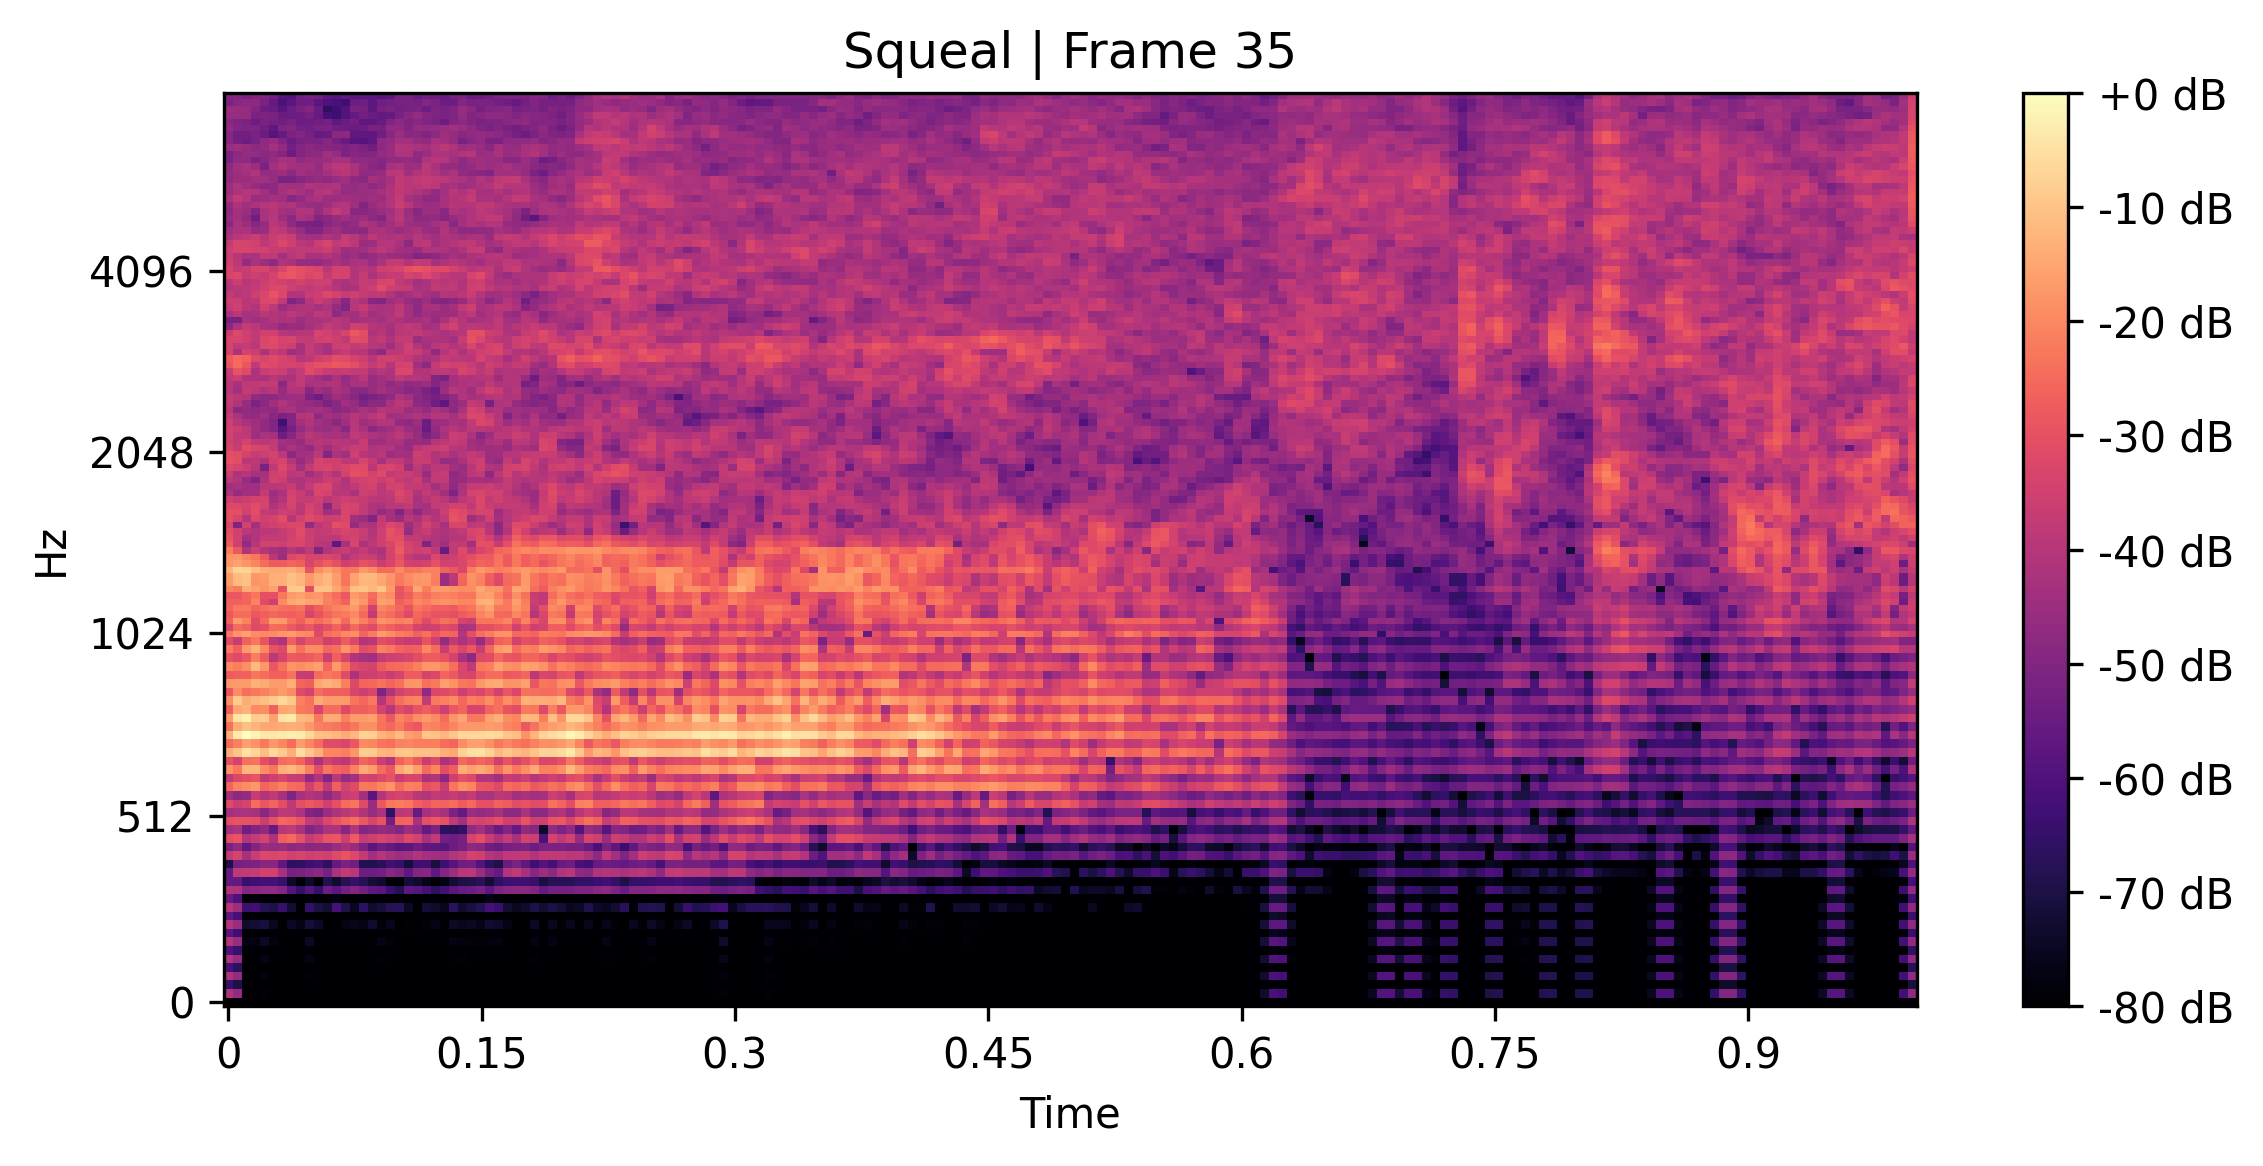 Squeal | Frame 35
+0 dB
-10 dB
-20 dB
-30 dB
-40 dB
-50 dB
-60 dB
-70 dB
-80 dB
Hz
4096
2048
1024
512
0
0 0.15 0.3 0.45 0.6 0.75 0.9
Time